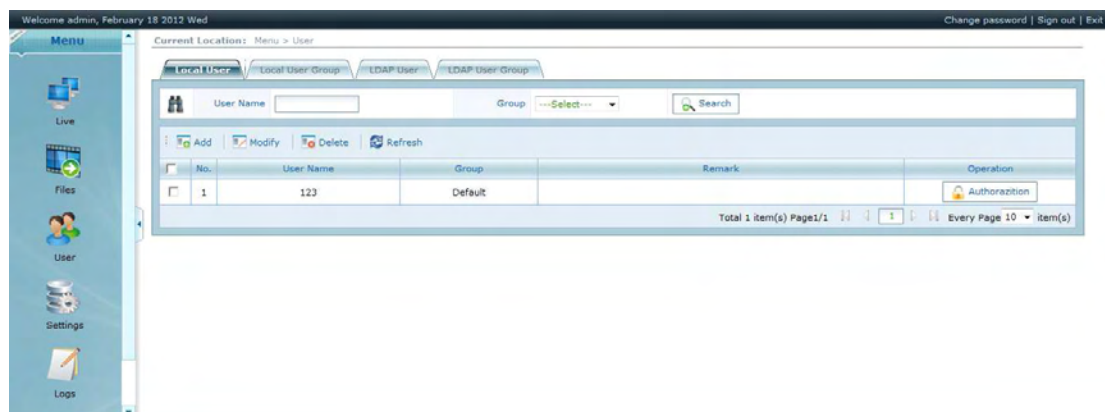 Welcome admin, February 18 2012 Wed
Change password | Sign out | Exit
Menu
Current Location: Menu > User
Local User
Local User Group
LDAP User
LDAP User Group
User Name
Group
---Select---
Search
Add
Modify
Delete
Refresh
No.
User Name
Group
Remark
Operation
1
123
Default
Authorazition
Total 1 item(s) Page1/1
1
Every Page 10 item(s)
Live
Files
User
Settings
Logs